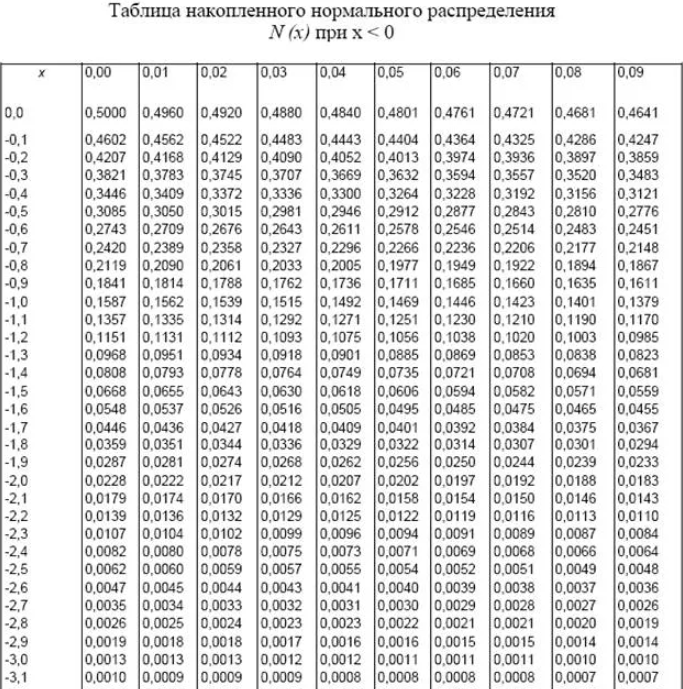 Таблица накопленного нормального распределения
N (x) при x < 0
x 0,00 0,01 0,02 0,03 0,04 0,05 0,06 0,07 0,08 0,09
0,0 0,5000 0,4960 0,4920 0,4880 0,4840 0,4801 0,4761 0,4721 0,4681 0,4641
-0,1 0,4602 0,4562 0,4522 0,4483 0,4443 0,4404 0,4364 0,4325 0,4286 0,4247
-0,2 0,4207 0,4168 0,4129 0,4090 0,4052 0,4013 0,3974 0,3936 0,3897 0,3859
-0,3 0,3821 0,3783 0,3745 0,3707 0,3669 0,3632 0,3594 0,3557 0,3520 0,3483
-0,4 0,3446 0,3409 0,3372 0,3336 0,3300 0,3264 0,3228 0,3192 0,3156 0,3121
-0,5 0,3085 0,3050 0,3015 0,2981 0,2946 0,2912 0,2877 0,2843 0,2810 0,2776
-0,6 0,2743 0,2709 0,2676 0,2643 0,2611 0,2578 0,2546 0,2514 0,2483 0,2451
-0,7 0,2420 0,2389 0,2358 0,2327 0,2296 0,2266 0,2236 0,2206 0,2177 0,2148
-0,8 0,2119 0,2090 0,2061 0,2033 0,2005 0,1977 0,1949 0,1922 0,1894 0,1867
-0,9 0,1841 0,1814 0,1788 0,1762 0,1736 0,1711 0,1685 0,1660 0,1635 0,1611
-1,0 0,1587 0,1562 0,1539 0,1515 0,1492 0,1469 0,1446 0,1423 0,1401 0,1379
-1,1 0,1357 0,1335 0,1314 0,1292 0,1271 0,1251 0,1230 0,1210 0,1190 0,1170
-1,2 0,1151 0,1131 0,1112 0,1093 0,1075 0,1056 0,1038 0,1020 0,1003 0,0985
-1,3 0,0968 0,0951 0,0934 0,0918 0,0901 0,0885 0,0869 0,0853 0,0838 0,0823
-1,4 0,0808 0,0793 0,0778 0,0764 0,0749 0,0735 0,0721 0,0708 0,0694 0,0681
-1,5 0,0668 0,0655 0,0643 0,0630 0,0618 0,0606 0,0594 0,0582 0,0571 0,0559
-1,6 0,0548 0,0537 0,0526 0,0516 0,0505 0,0495 0,0485 0,0475 0,0465 0,0455
-1,7 0,0446 0,0436 0,0427 0,0418 0,0409 0,0401 0,0392 0,0384 0,0375 0,0367
-1,8 0,0359 0,0351 0,0344 0,0336 0,0329 0,0322 0,0314 0,0307 0,0301 0,0294
-1,9 0,0287 0,0281 0,0274 0,0268 0,0262 0,0256 0,0250 0,0244 0,0239 0,0233
-2,0 0,0228 0,0222 0,0217 0,0212 0,0207 0,0202 0,0197 0,0192 0,0188 0,0183
-2,1 0,0179 0,0174 0,0170 0,0166 0,0162 0,0158 0,0154 0,0150 0,0146 0,0143
-2,2 0,0139 0,0136 0,0132 0,0129 0,0125 0,0122 0,0119 0,0116 0,0113 0,0110
-2,3 0,0107 0,0104 0,0102 0,0099 0,0096 0,0094 0,0091 0,0089 0,0087 0,0084
-2,4 0,0082 0,0080 0,0078 0,0075 0,0073 0,0071 0,0069 0,0068 0,0066 0,0064
-2,5 0,0062 0,0060 0,0059 0,0057 0,0055 0,0054 0,0052 0,0051 0,0049 0,0048
-2,6 0,0047 0,0045 0,0044 0,0043 0,0041 0,0040 0,0039 0,0038 0,0037 0,0036
-2,7 0,0035 0,0034 0,0033 0,0032 0,0031 0,0030 0,0029 0,0028 0,0027 0,0026
-2,8 0,0026 0,0025 0,0024 0,0023 0,0023 0,0022 0,0021 0,0021 0,0020 0,0019
-2,9 0,0019 0,0018 0,0018 0,0017 0,0016 0,0016 0,0015 0,0015 0,0014 0,0014
-3,0 0,0013 0,0013 0,0013 0,0012 0,0012 0,0011 0,0011 0,0011 0,0010 0,0010
-3,1 0,0010 0,0009 0,0009 0,0009 0,0008 0,0008 0,0008 0,0008 0,0007 0,0007